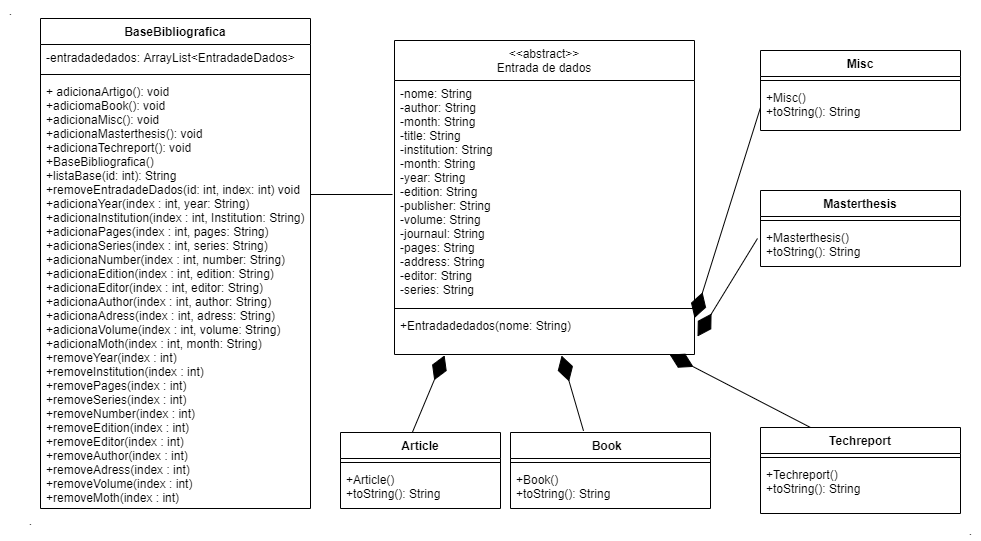 BaseBibliografica
-entradadedados: ArrayList<EntradadeDados>
+ adicionaArtigo(): void
+adiciomaBook(): void
+adicionaMisc(): void
+adicionaMasterthesis(): void
+adicionaTechreport(): void
+BaseBibliografica()
+listaBase(id: int): String
+removeEntradadeDados(id: int, index: int) void
+adicionaYear(index : int, year: String)
+adicionaInstitution(index : int, Institution: String)
+adicionaPages(index : int, pages: String)
+adicionaSeries(index : int, series: String)
+adicionaNumber(index : int, number: String)
+adicionaEdition(index : int, edition: String)
+adicionaEditor(index : int, editor: String)
+adicionaAuthor(index : int, author: String)
+adicionaAdress(index : int, adress: String)
+adicionaVolume(index : int, volume: String)
+adicionaMoth(index : int, month: String)
+removeYear(index : int)
+removeInstitution(index : int)
+removePages(index : int)
+removeSeries(index : int)
+removeNumber(index : int)
+removeEdition(index : int)
+removeEditor(index : int)
+removeAuthor(index : int)
+removeAdress(index : int)
+removeVolume(index : int)
+removeMoth(index : int)
<<abstract>>
Entrada de dados
-nome: String
-author: String
-month: String
-title: String
-institution: String
-month: String
-year: String
-edition: String
-publisher: String
-volume: String
-journaul: String
-pages: String
-address: String
-editor: String
-series: String
+Entradadedados(nome: String)
Misc
+Misc()
+toString(): String
Masterthesis
+Masterthesis()
+toString(): String
Article
+Article()
+toString(): String
Book
+Book()
+toString(): String
Techreport
+Techreport()
+toString(): String